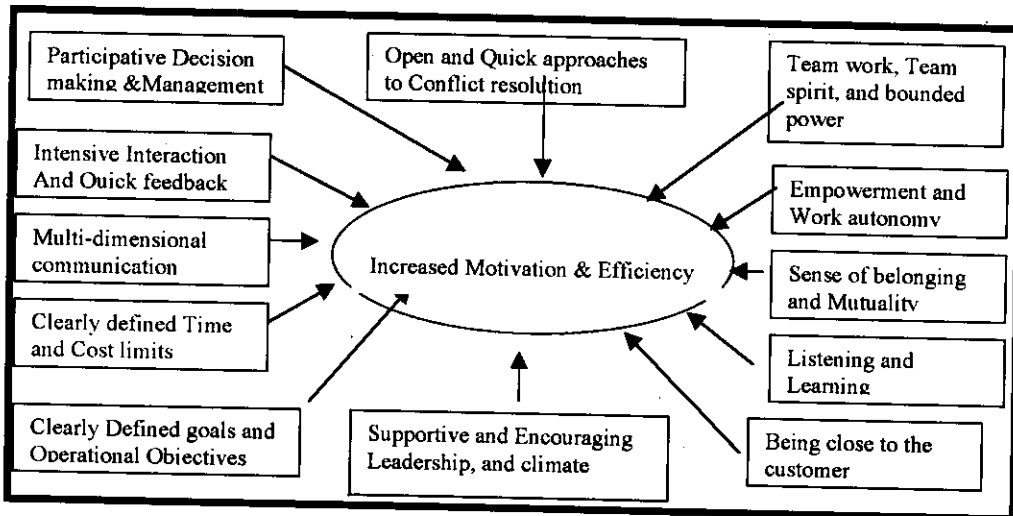 Participative Decision
making &Management
Open and Quick approaches
to Conflict resolution
Team work, Team
spirit, and bounded
power
Intensive Interaction
And Quick feedback
Empowerment and
Work autonomy
Multi-dimensional
communication
Increased Motivation & Efficiency
Sense of belonging
and Mutuality
Clearly defined Time
and Cost limits
Listening and
Learning
Clearly Defined goals and
Operational Objectives
Supportive and Encouraging
Leadership, and climate
Being close to the
customer